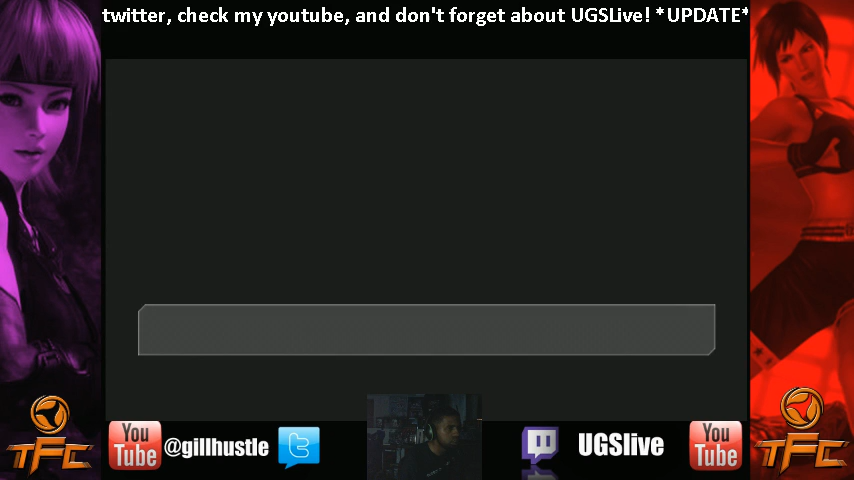 twitter, check my youtube, and don't forget about UGSLive! *UPDATE*
You Tube @gillhustle UGSlive You Tube
TFC TFC